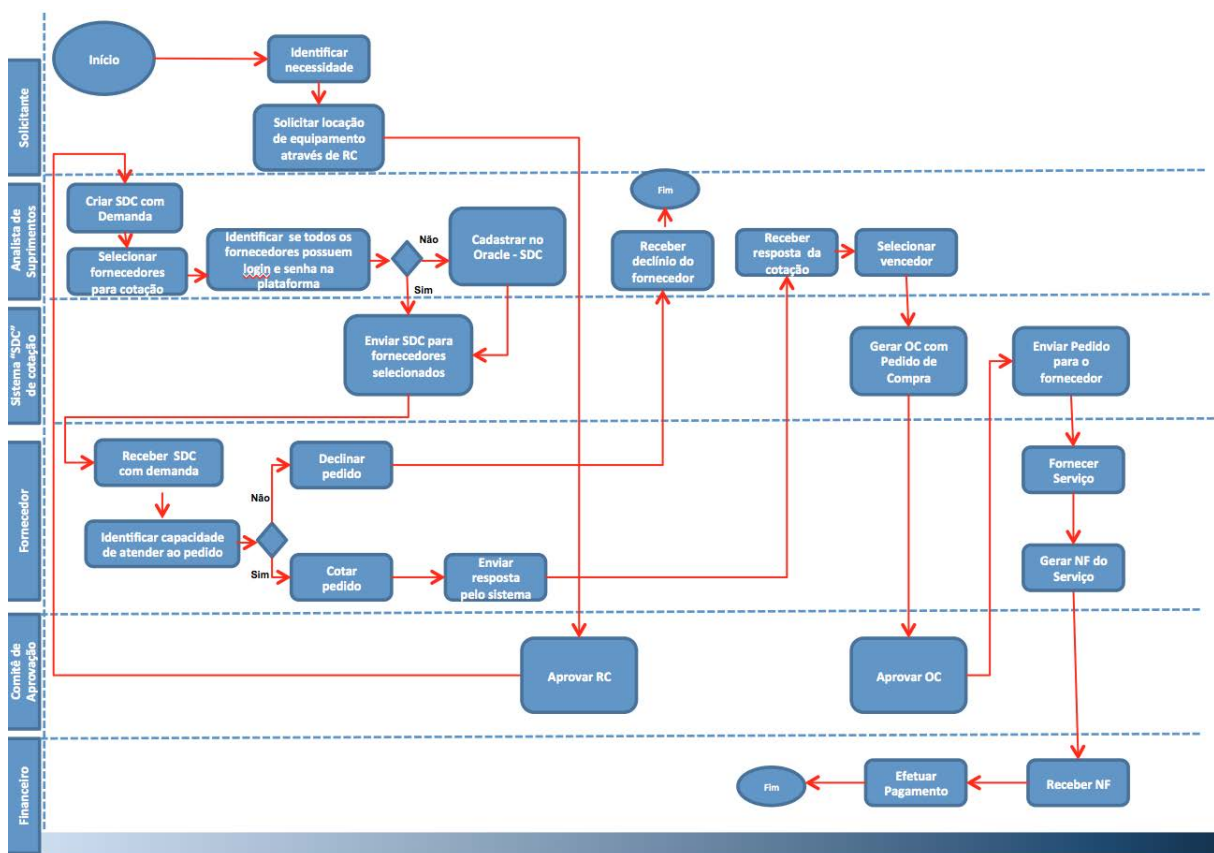 Início
Identificar
necessidade
Solicitante
Solicitar locação
de equipamento
através de RC
Fim
Analista de
Suprimentos
Criar SDC com
Demanda
Selecionar
fornecedores
para cotação
Identificar se todos os
fornecedores possuem
login e senha na
plataforma
Não
Sim
Cadastrar no
Oracle - SDC
Receber
declínio do
fornecedor
Receber
resposta da
cotação
Selecionar
vencedor
Sistema "SDC"
de cotação
Enviar SDC para
fornecedores
selecionados
Gerar OC com
Pedido de
Compra
Enviar Pedido
para o
fornecedor
Fornecedor
Receber SDC
com demanda
Declinar
pedido
Fornecer
Serviço
Não
Identificar capacidade
de atender ao pedido
Sim
Cotar
pedido
Enviar
resposta
pelo sistema
Gerar NF do
Serviço
Comitê de
Aprovação
Aprovar RC
Aprovar OC
Financeiro
Fim
Efetuar
Pagamento
Receber NF